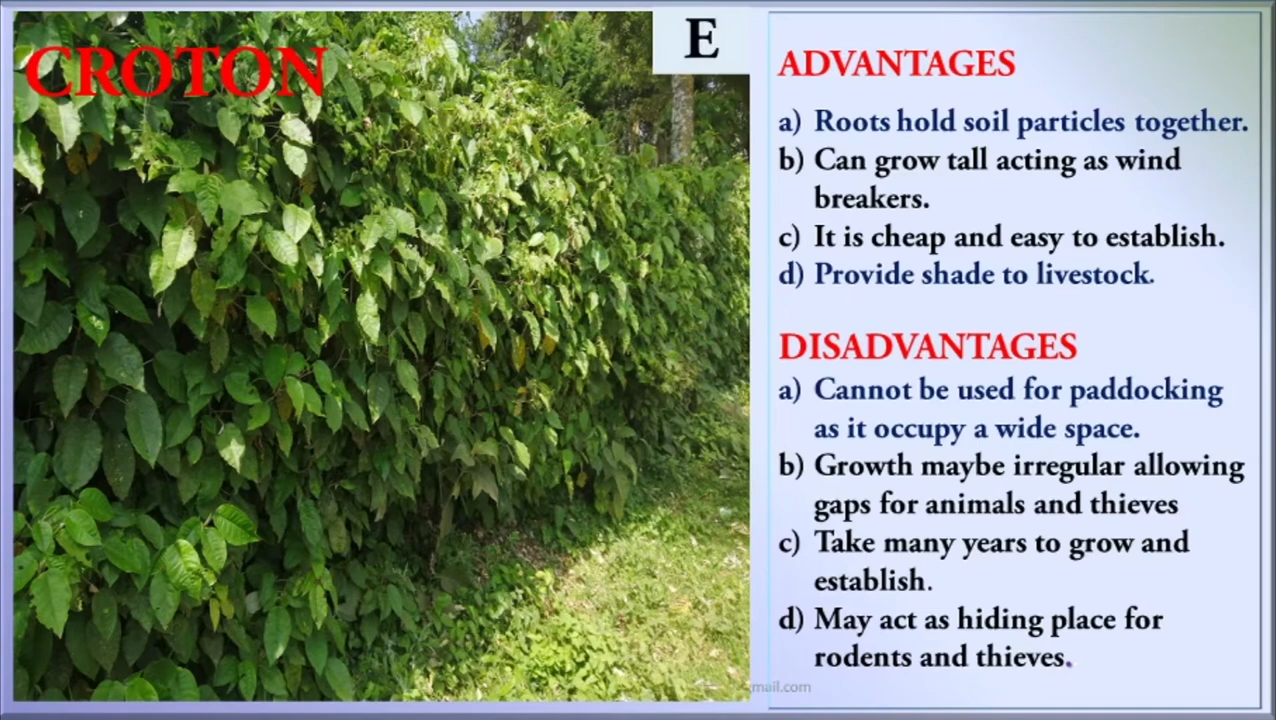 CROTON
E
ADVANTAGES
a) Roots hold soil particles together.
b) Can grow tall acting as wind
breakers.
c) It is cheap and easy to establish.
d) Provide shade to livestock.
DISADVANTAGES
a) Cannot be used for paddocking
as it occupy a wide space.
b) Growth maybe irregular allowing
gaps for animals and thieves
c) Take many years to grow and
establish.
d) May act as hiding place for
rodents and thieves.
mail.com